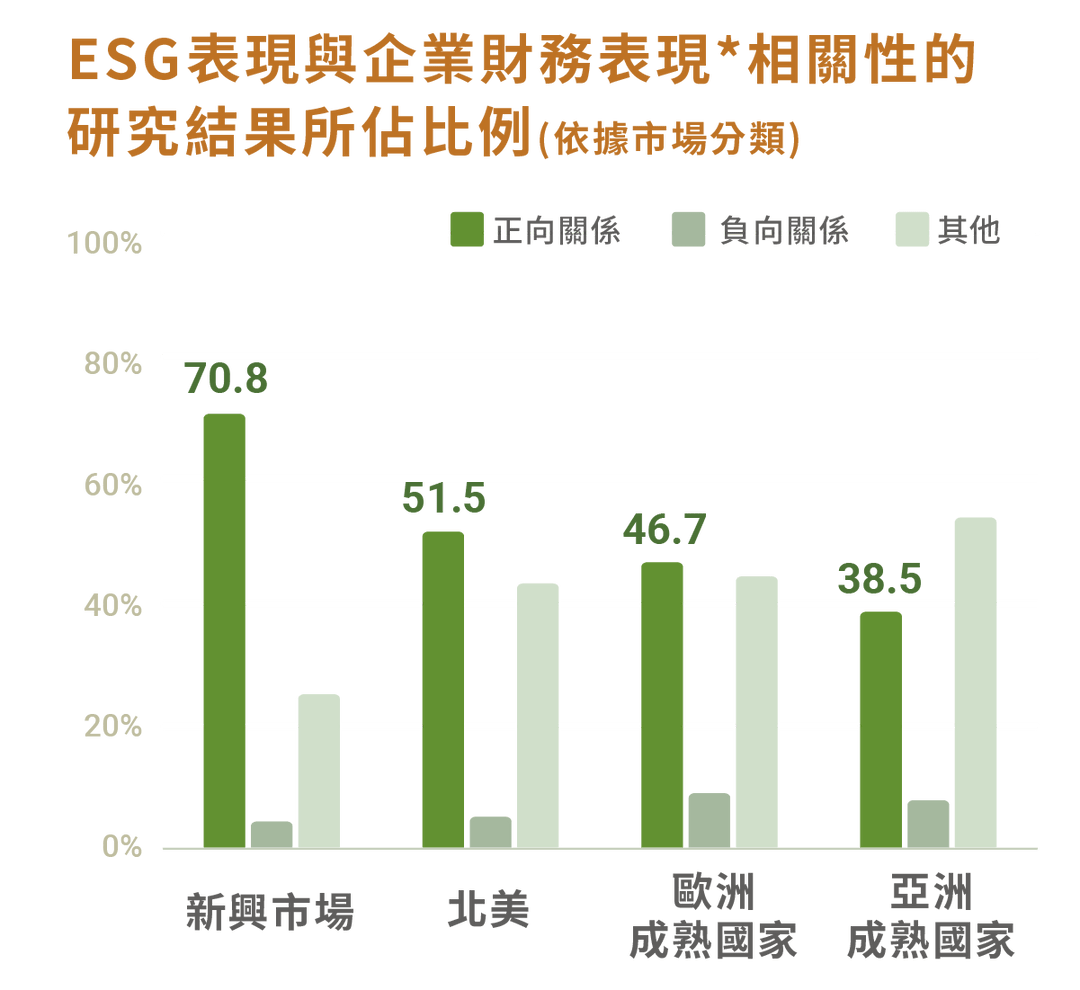 ESG表現與企業財務表現*相關性的
研究結果所佔比例(依據市場分類)
正向關係 負向關係 其他
100%
80%
60%
40%
20%
0%
70.8
51.5
46.7
38.5
新興市場
北美
歐洲
成熟國家
亞洲
成熟國家